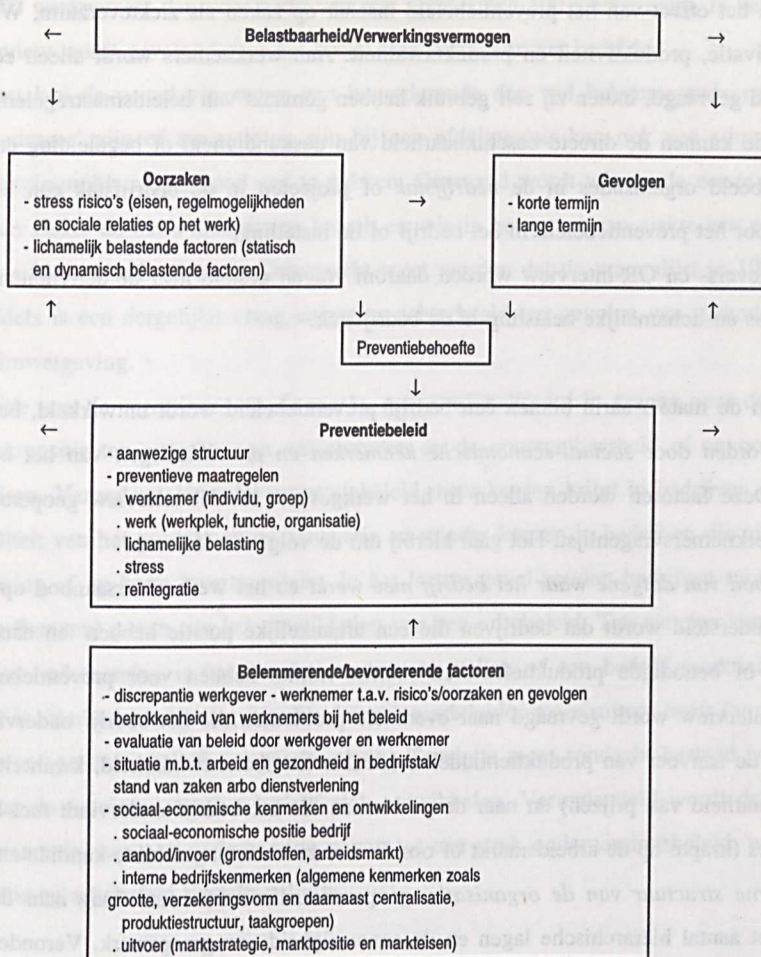 Belastbaarheid/Verwerkingsvermogen
Oorzaken
- stress risico's (eisen, regelmogelijkheden
en sociale relaties op het werk)
- lichamelijk belastende factoren (statisch
en dynamisch belastende factoren)
Gevolgen
- korte termijn
- lange termijn
Preventiebehoefte
Preventiebeleid
- aanwezige structuur
- preventieve maatregelen
. werknemer (individu, groep)
. werk (werkplek, functie, organisatie)
. lichamelijke belasting
. stress
. reïntegratie
Belemmerende/bevorderende factoren
- discrepantie werkgever - werknemer t.a.v. risico's/oorzaken en gevolgen
- betrokkenheid van werknemers bij het beleid
- evaluatie van beleid door werkgever en werknemer
- situatie m.b.t. arbeid en gezondheid in bedrijfstak/
stand van zaken arbo dienstverlening
- sociaal-economische kenmerken en ontwikkelingen
. sociaal-economische positie bedrijf
. aanbod/invoer (grondstoffen, arbeidsmarkt)
. interne bedrijfskenmerken (algemene kenmerken zoals
grootte, verzekeringsvorm en daarnaast centralisatie,
produktiestructuur, taakgroepen)
. uitvoer (marktstrategie, marktpositie en markteisen)